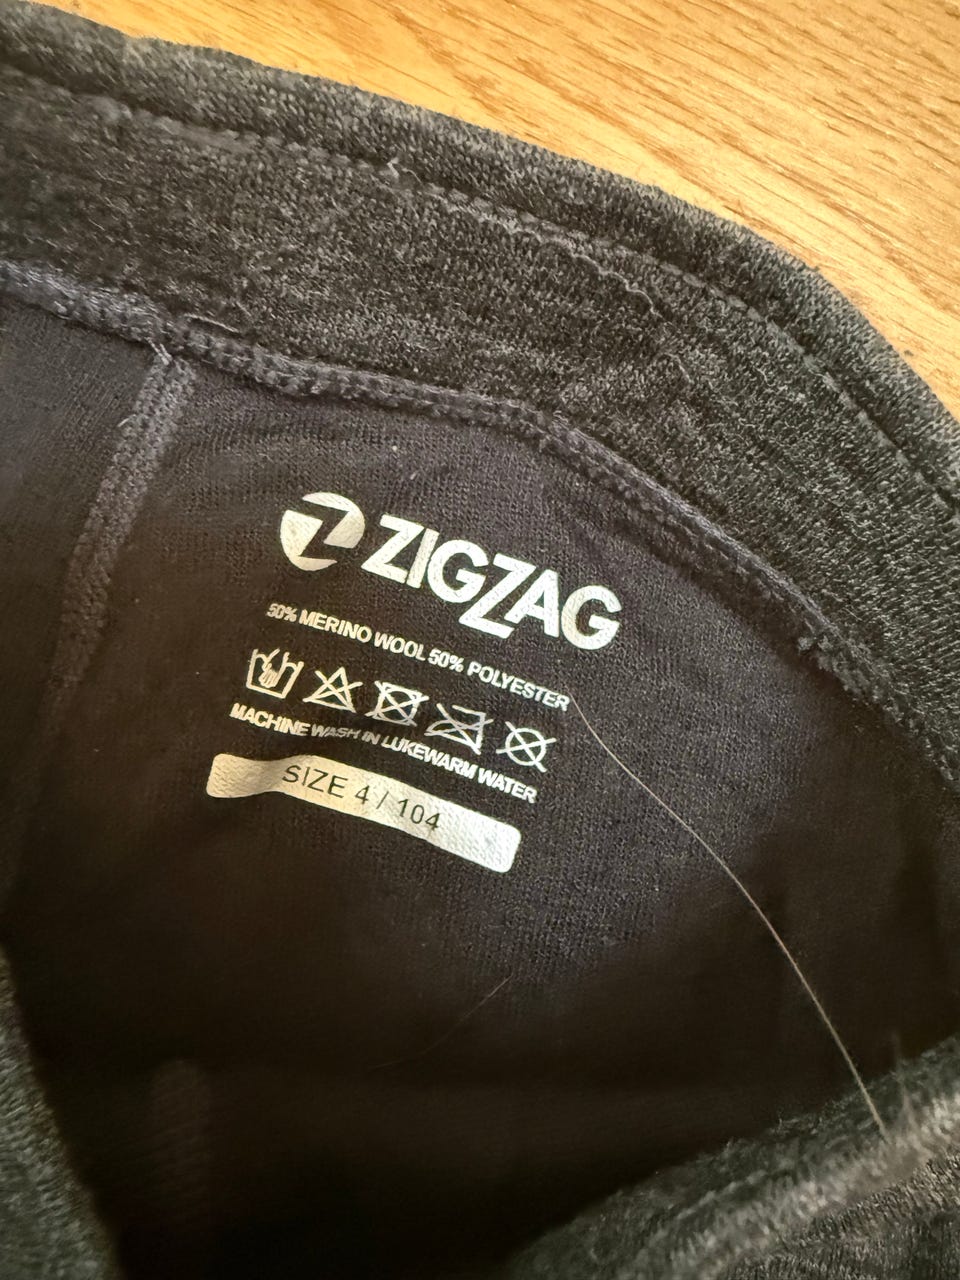 ZIGZAG
50% MERINO WOOL 50% POLYESTER
MACHINE WASH IN LUKEWARM WATER
SIZE 4 / 104